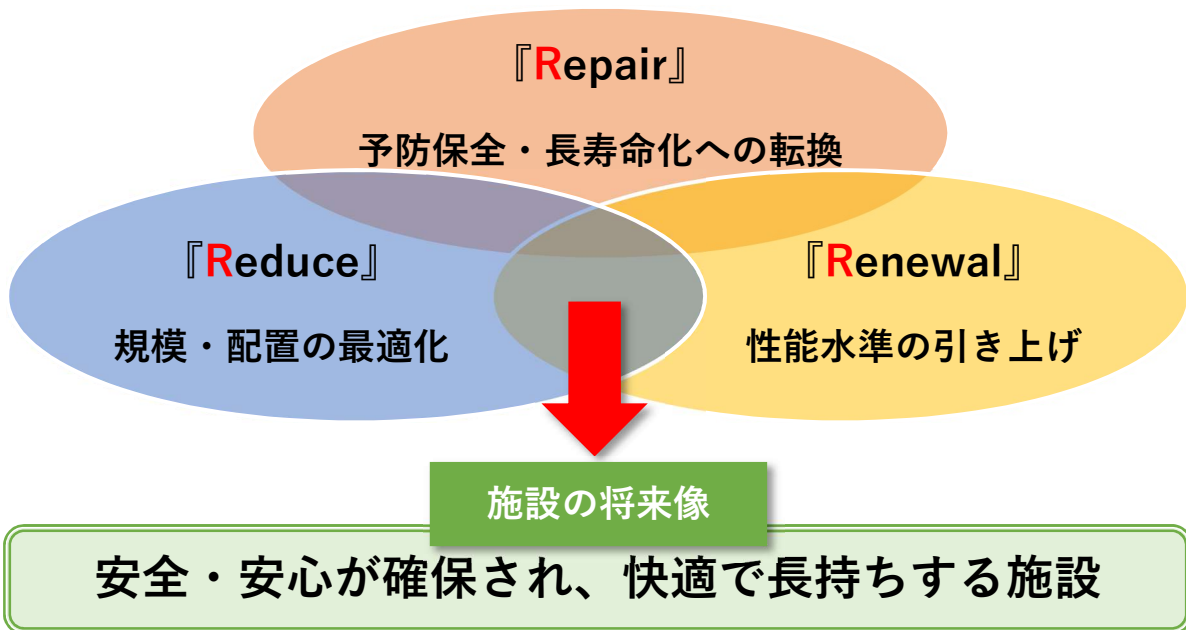 『Repair』
予防保全・長寿命化への転換
『Reduce』
規模・配置の最適化
『Renewal』
性能水準の引き上げ
施設の将来像
安全・安心が確保され、快適で長持ちする施設